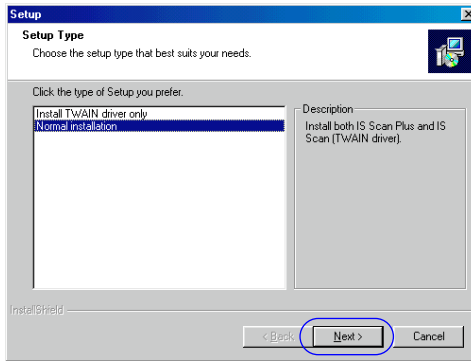 Setup
Setup Type
Choose the setup type that best suits your needs.
Click the type of Setup you prefer.
Install TWAIN driver only
Normal installation
Description
Install both IS Scan Plus and IS
Scan (TWAIN driver).
InstallShield
< Back
Next >
Cancel